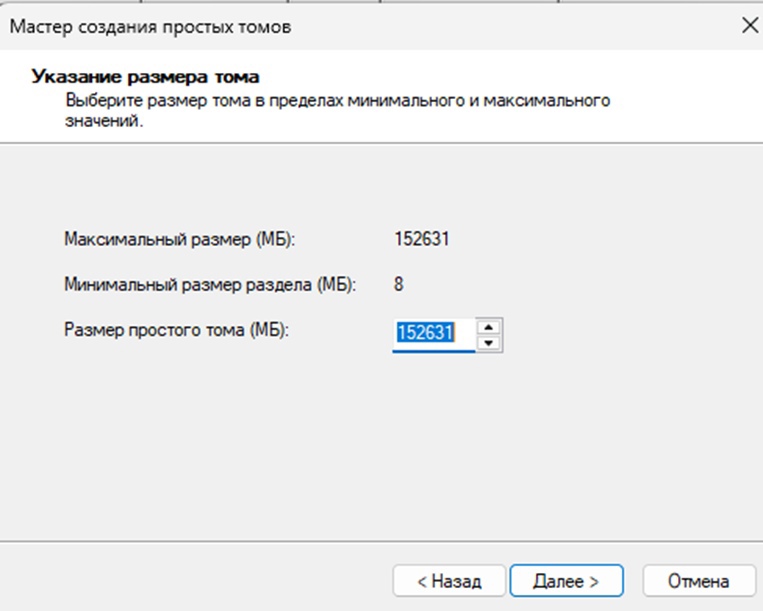 Мастер создания простых томов
Указание размера тома
Выберите размер тома в пределах минимального и максимального
значений.
Максимальный размер (МБ): 152631
Минимальный размер раздела (МБ): 8
Размер простого тома (МБ): 152631
< Назад Далее > Отмена